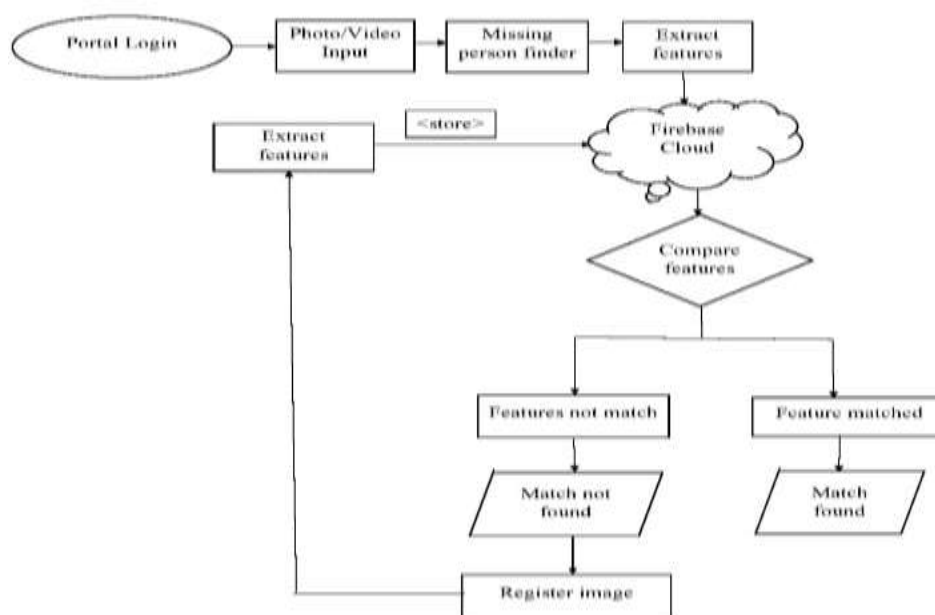 Portal Login
Photo/Video
Input
Missing
person finder
Extract
features
<store>
Extract
features
Firebase
Cloud
Compare
features
Features not match
Feature matched
Match not
found
Match
found
Register image